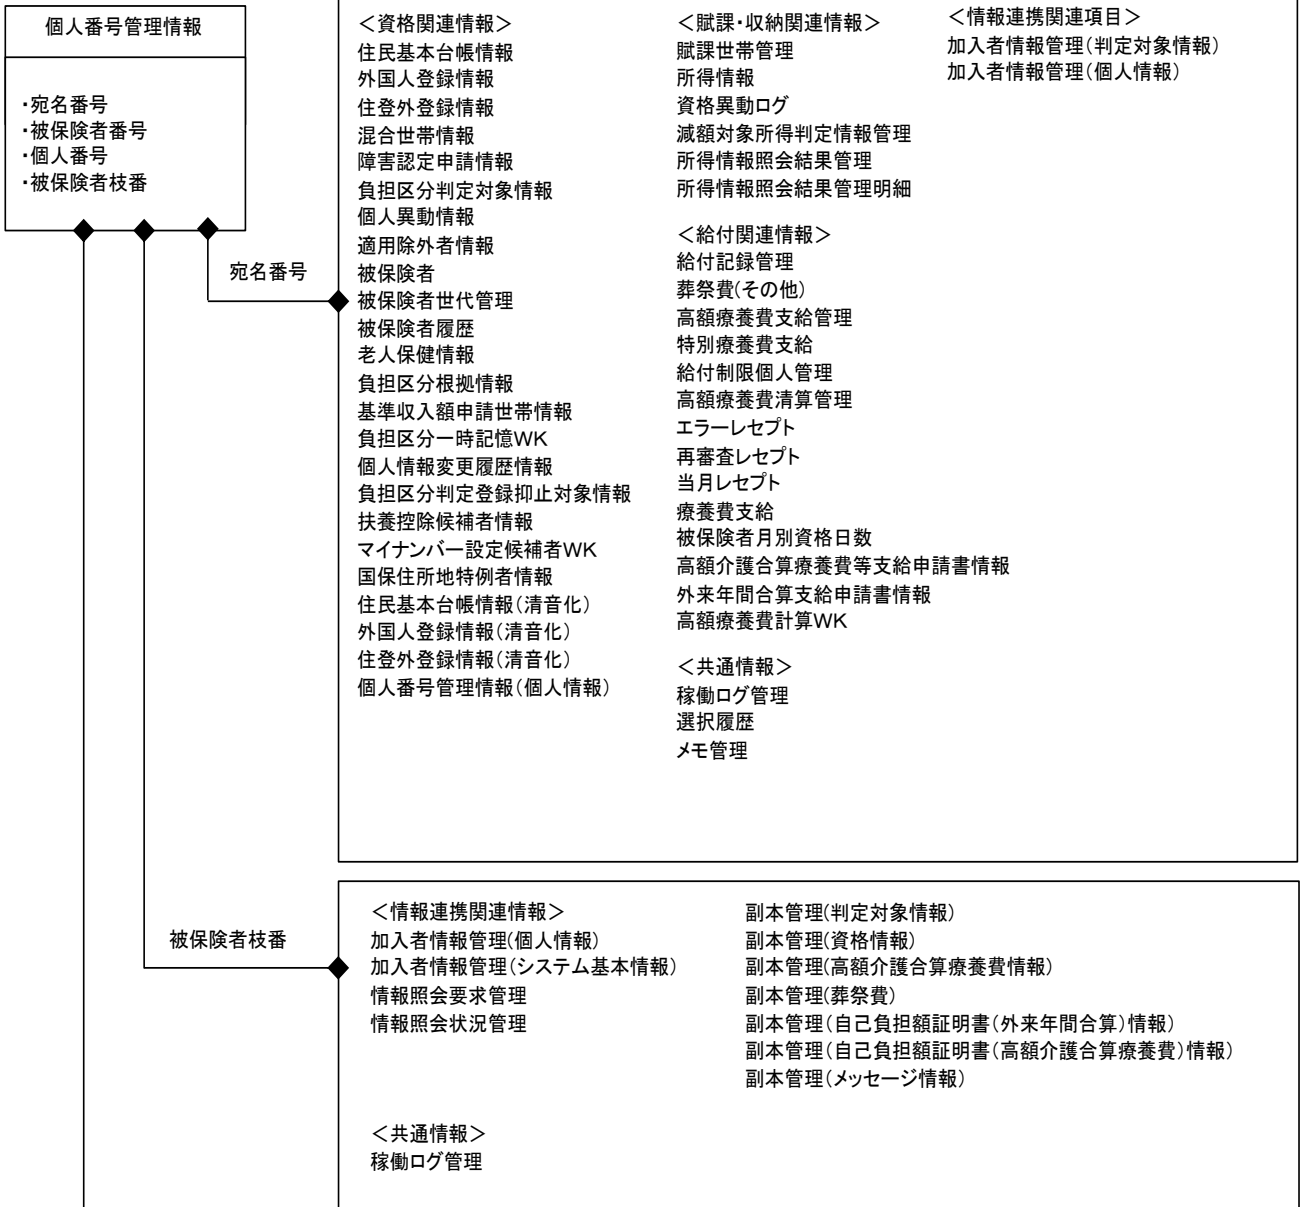 個人番号管理情報
・宛名番号
・被保険者番号
・個人番号
・被保険者枝番
宛名番号
＜資格関連情報＞
住民基本台帳情報
外国人登録情報
住登外登録情報
混合世帯情報
障害認定申請情報
負担区分判定対象情報
個人異動情報
適用除外者情報
被保険者
被保険者世代管理
被保険者履歴
老人保健情報
負担区分根拠情報
基準収入額申請世帯情報
負担区分一時記憶WK
個人情報変更履歴情報
負担区分判定登録抑止対象情報
扶養控除候補者情報
マイナンバー設定候補者WK
国保住所地特例者情報
住民基本台帳情報（清音化）
外国人登録情報（清音化）
住登外登録情報（清音化）
個人番号管理情報（個人情報）
＜賦課・収納関連情報＞
賦課世帯管理
所得情報
資格異動ログ
減額対象所得判定情報管理
所得情報照会結果管理
所得情報照会結果管理明細
＜給付関連情報＞
給付記録管理
葬祭費(その他)
高額療養費支給管理
特別療養費支給
給付制限個人管理
高額療養費清算管理
エラーレセプト
再審査レセプト
当月レセプト
療養費支給
被保険者月別資格日数
高額介護合算療養費等支給申請書情報
外来年間合算支給申請書情報
高額療養費計算WK
＜共通情報＞
稼働ログ管理
選択履歴
メモ管理
＜情報連携関連項目＞
加入者情報管理（判定対象情報）
加入者情報管理（個人情報）
被保険者枝番
＜情報連携関連情報＞
加入者情報管理(個人情報）
加入者情報管理（システム基本情報）
情報照会要求管理
情報照会状況管理
＜共通情報＞
稼働ログ管理
副本管理(判定対象情報）
副本管理(資格情報）
副本管理(高額介護合算療養費情報）
副本管理(葬祭費）
副本管理（自己負担額証明書（外来年間合算）情報）
副本管理（自己負担額証明書（高額介護合算療養費）情報）
副本管理（メッセージ情報）